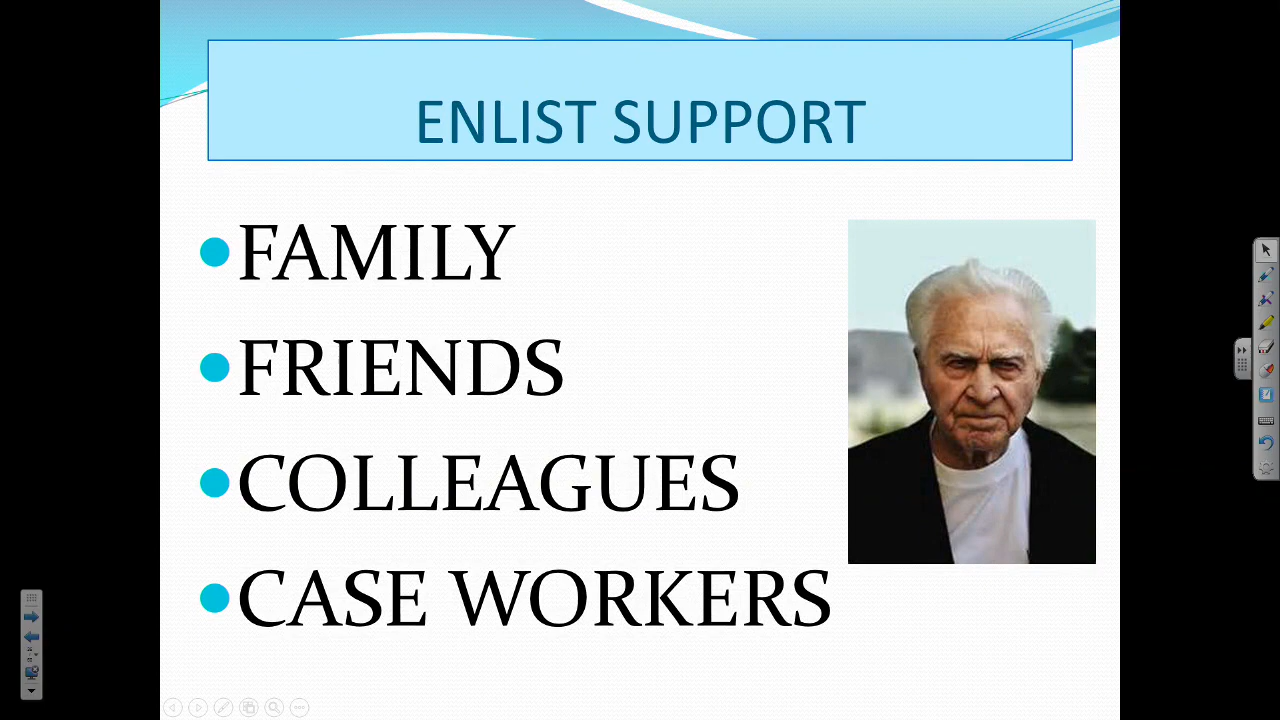 ENLIST SUPPORT
•FAMILY
•FRIENDS
•COLLEAGUES
•CASE WORKERS